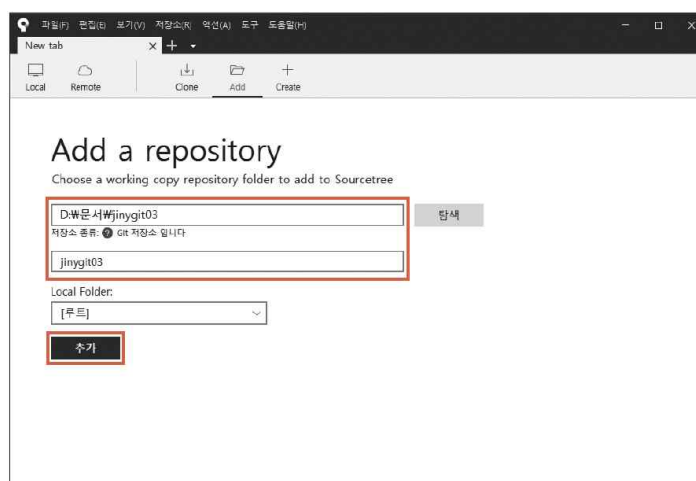 파일(F) 편집(E) 보기(V) 저장소(R) 액션(A) 도구 도움말(H)
New tab
Local Remote Clone Add Create
Add a repository
Choose a working copy repository folder to add to Sourcetree
D:₩문서₩jinygit03 탐색
저장소 종류: Git 저장소 입니다
jinygit03
Local Folder:
[루트]
추가